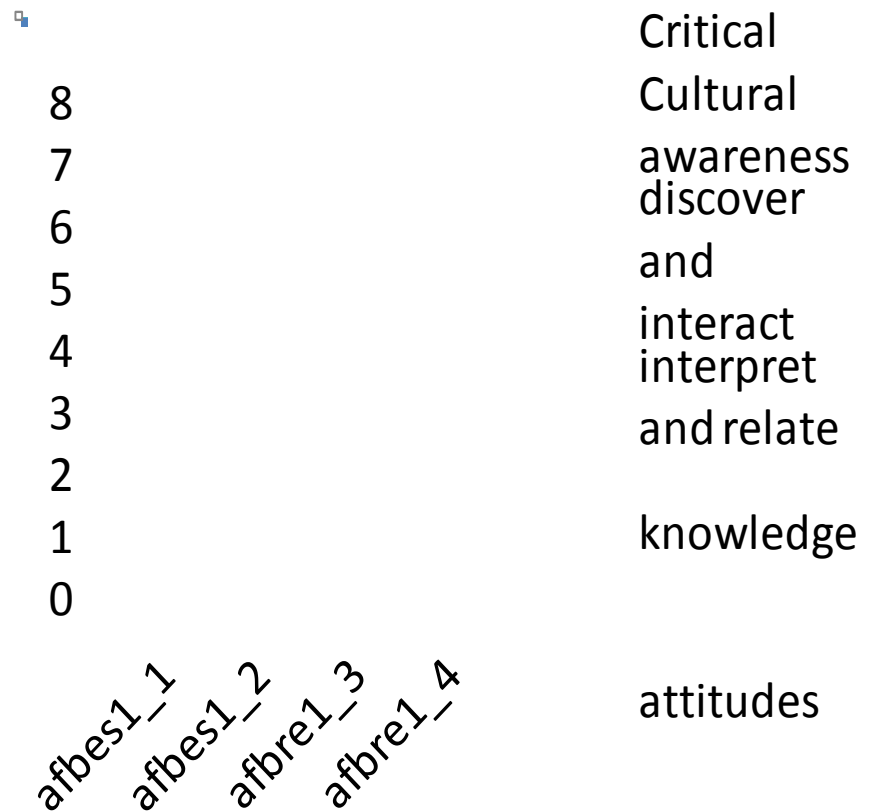 8
7
6
5
4
3
2
1
0
afbes1_1
afbes1_2
afbre1_3
afbre1_4
Critical
Cultural
awareness
discover
and
interact
interpret
and relate
knowledge
attitudes